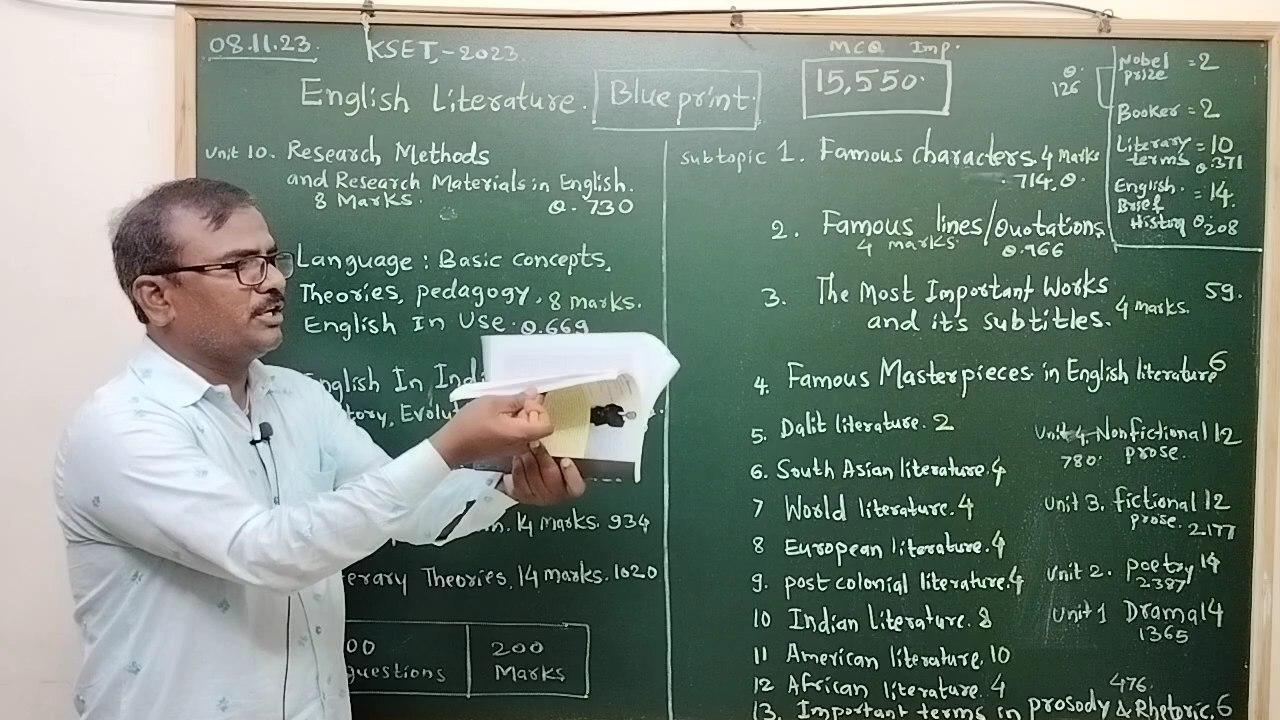 08.11.23.
KSET,-2023.
English Literature. Blueprint.
MCQ Imp.
15,550.
Unit 10. Research Methods
and Research Materials in English.
8 Marks. Q. 730
Language: Basic concepts,
Theories, pedagogy. 8 marks.
English In Use. Q.669
English In Indi
tory, Evolu
14 Marks. 934
erary Theories, 14 marks. 1020
00
questions
200
Marks
subtopic 1. Famous characters. 4 Marks
714, Q.
2. Famous lines/Quotations
4 marks. Q.966
3. The Most Important Works 59.
and its subtitles. 4 marks.
4. Famous Masterpieces in English literature 6
5. Dalit literature. 2
6. South Asian literature. 4
7 World literature. 4
8 European literature. 4
9. post colonial literature. 4
10 Indian Literature. 8
11 American literature. 10
12 African literature. 4 476.
13. Important terms in prosody & Rhetoric. 6
Unit 4. Nonfictional 12
780. prose.
Unit 3. fictional 12
prose. 2177
Unit 2. poetry 14
2387
Unit 1 Drama 14
1365
Q.
126
Nobel = 2
prize
Booker = 2
Literary = 10
terms Q.371
English. = 14.
Brief
History Q.208